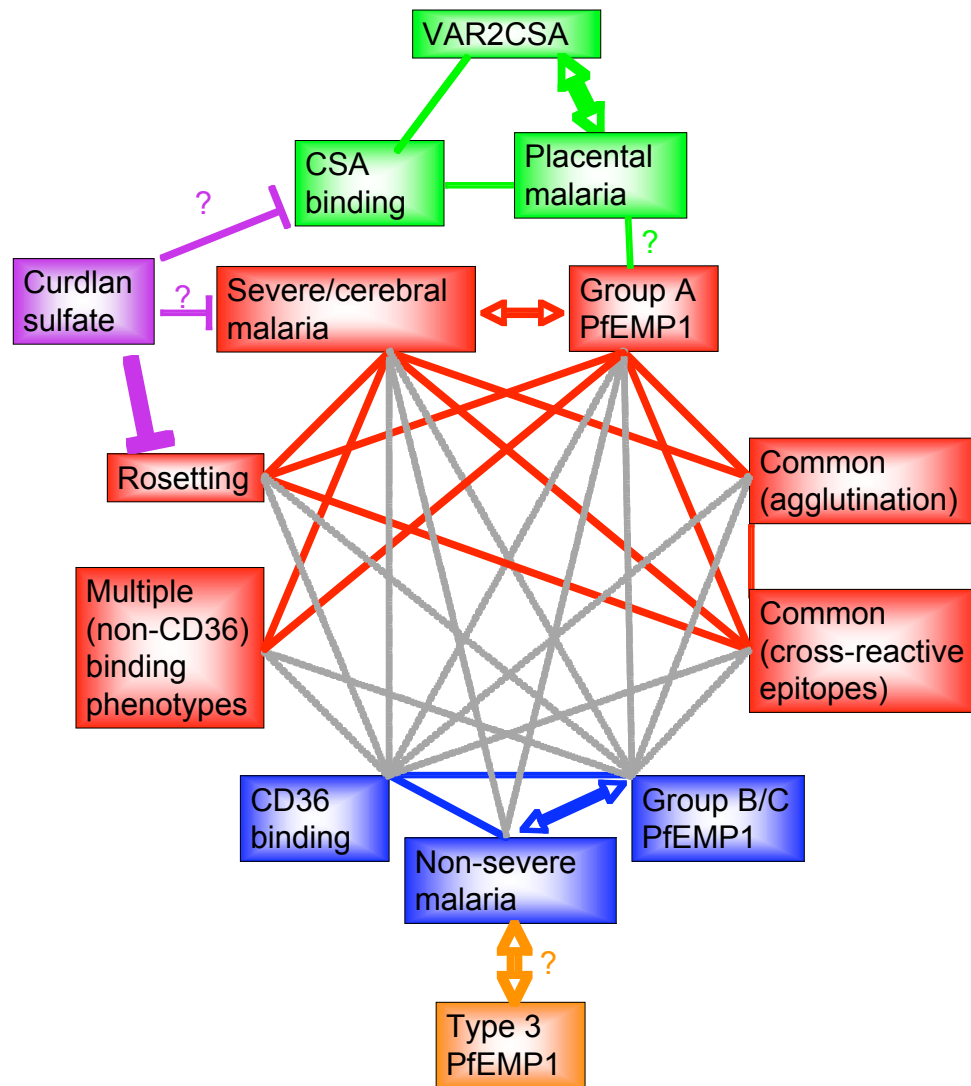 VAR2CSA
CSA
binding
Placental
malaria
?
?
Curdlan
sulfate
?
Severe/cerebral
malaria
Group A
PfEMP1
Rosetting
Common
(agglutination)
Multiple
(non-CD36)
binding
phenotypes
Common
(cross-reactive
epitopes)
CD36
binding
Group B/C
PfEMP1
Non-severe
malaria
?
Type 3
PfEMP1